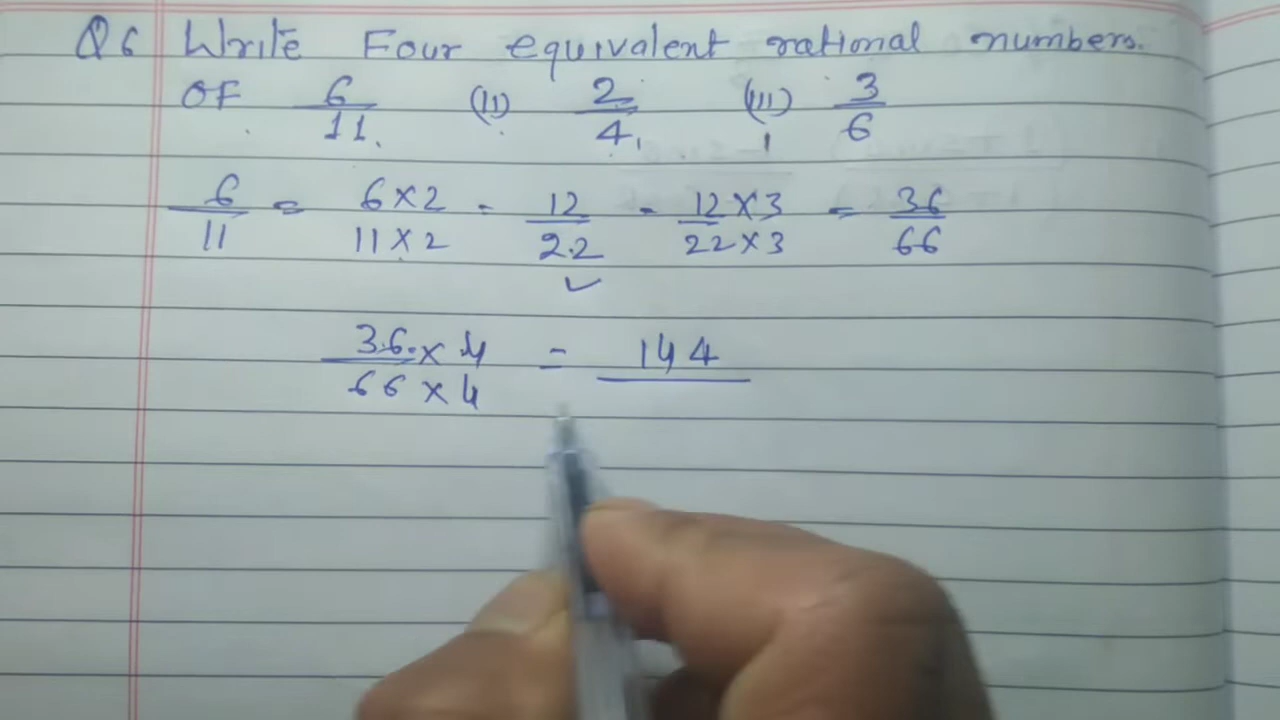 Q6 Write Four equivalent rational numbers.
OF 6/11. (II) 2/4, (III) 3/6
6/11 = 6×2/11×2 = 12/22 = 12×3/22×3 = 36/66
36×4/66×4 = 144